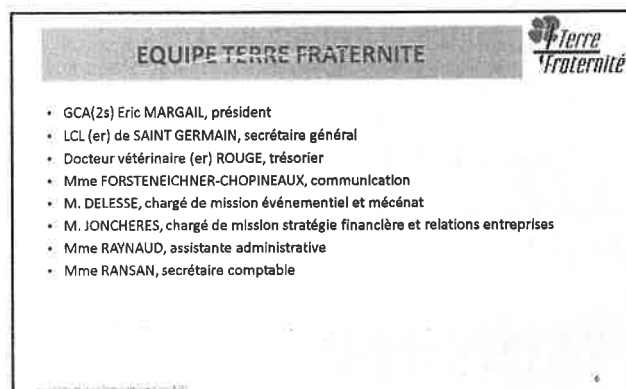 EQUIPE TERRE FRATERNITE
Terre
Fraternité
• GCA(2s) Eric MARGAIL, président
• LCL (er) de SAINT GERMAIN, secrétaire général
• Docteur vétérinaire (er) ROUGE, trésorier
• Mme FORSTENEICHNER-CHOPINEAUX, communication
• M. DELESSE, chargé de mission événementiel et mécénat
• M. JONCHERES, chargé de mission stratégie financière et relations entreprises
• Mme RAYNAUD, assistante administrative
• Mme RANSAN, secrétaire comptable
6